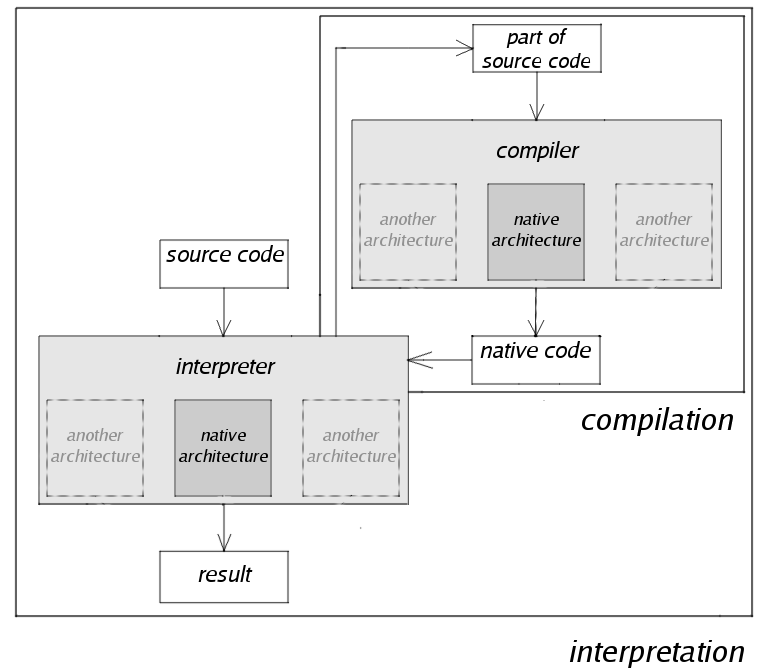 part of
source code
compiler
another
architecture
native
architecture
another
architecture
source code
native code
interpreter
another
architecture
native
architecture
another
architecture
compilation
result
interpretation